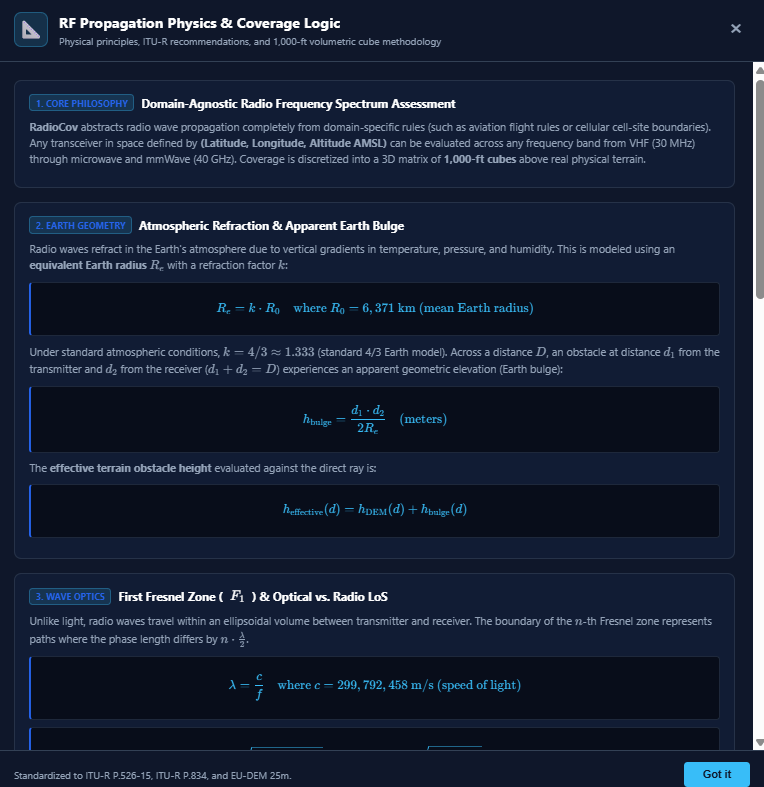 RF Propagation Physics & Coverage Logic
Physical principles, ITU-R recommendations, and 1,000-ft volumetric cube methodology
×
1. CORE PHILOSOPHY Domain-Agnostic Radio Frequency Spectrum Assessment
RadioCov abstracts radio wave propagation completely from domain-specific rules (such as aviation flight rules or cellular cell-site boundaries).
Any transceiver in space defined by (Latitude, Longitude, Altitude AMSL) can be evaluated across any frequency band from VHF (30 MHz)
through microwave and mmWave (40 GHz). Coverage is discretized into a 3D matrix of 1,000-ft cubes above real physical terrain.
2. EARTH GEOMETRY Atmospheric Refraction & Apparent Earth Bulge
Radio waves refract in the Earth's atmosphere due to vertical gradients in temperature, pressure, and humidity. This is modeled using an
equivalent Earth radius R_e with a refraction factor k:
R_e = k · R_0 where R_0 = 6,371 km (mean Earth radius)
Under standard atmospheric conditions, k = 4/3 ≈ 1.333 (standard 4/3 Earth model). Across a distance D, an obstacle at distance d_1 from the
transmitter and d_2 from the receiver (d_1 + d_2 = D) experiences an apparent geometric elevation (Earth bulge):
h_bulge = (d_1 · d_2) / (2R_e) (meters)
The effective terrain obstacle height evaluated against the direct ray is:
h_effective(d) = h_DEM(d) + h_bulge(d)
3. WAVE OPTICS First Fresnel Zone ( F_1 ) & Optical vs. Radio LoS
Unlike light, radio waves travel within an ellipsoidal volume between transmitter and receiver. The boundary of the n-th Fresnel zone represents
paths where the phase length differs by n · λ/2.
λ = c/f where c = 299,792,458 m/s (speed of light)
Standardized to ITU-R P.526-15, ITU-R P.834, and EU-DEM 25m.
Got it